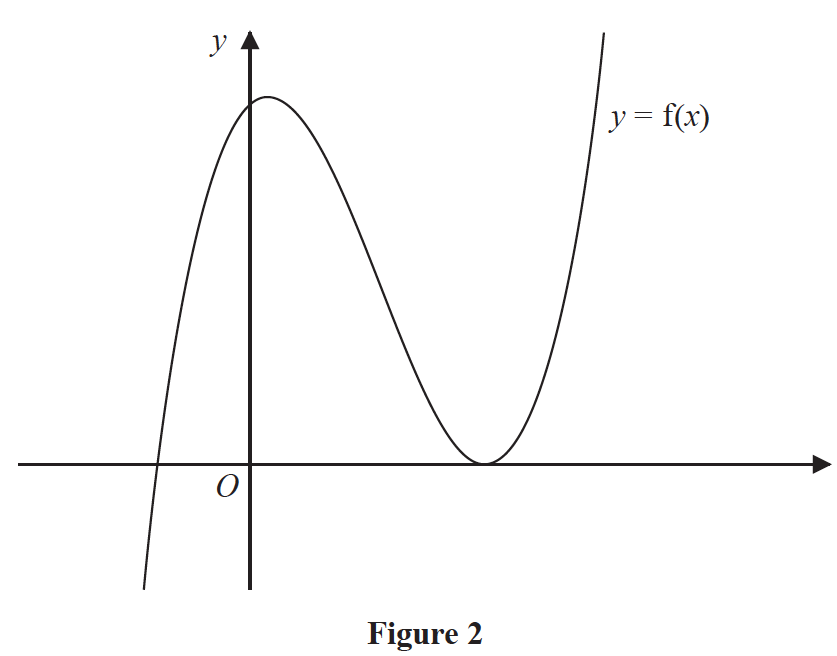 y
y = f(x)
O
Figure 2